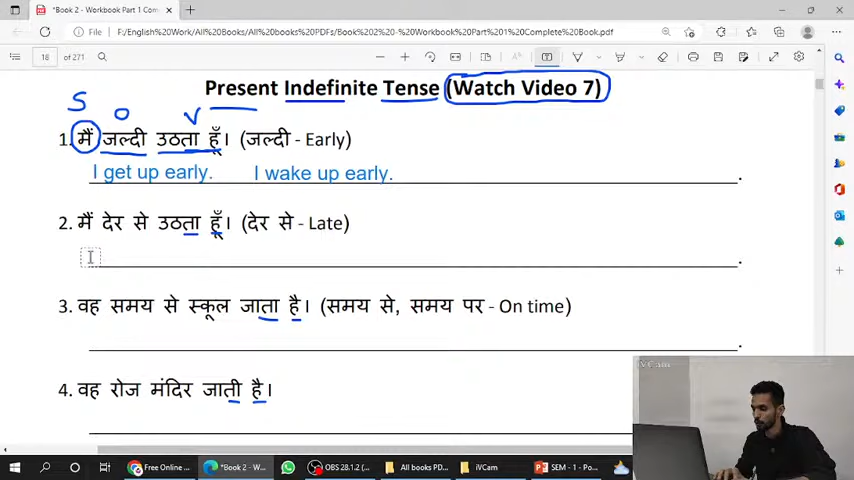 *Book 2 - Workbook Part 1 Com
File
F:/English%20Work/All%20Books/All%20books%20PDFs/Book%202%20-%20Workbook%20Part%201%20Complete%20Book.pdf
18 of 271
Present Indefinite Tense (Watch Video 7)
S O V
1. मैं जल्दी उठता हूँ। (जल्दी - Early)
I get up early. I wake up early.
2. मैं देर से उठता हूँ। (देर से - Late)
3. वह समय से स्कूल जाता है। (समय से, समय पर - On time)
4. वह रोज मंदिर जाती है।
iVCam
Free Online ... *Book 2 - W... OBS 28.1.2 (... All books PD... iVCam SEM - 1 - Po...